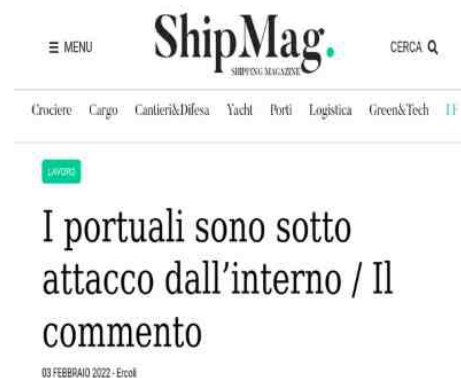 MENU
ShipMag.
SHIPPING MAGAZINE
CERCA
Crociere Cargo Cantieri&Difesa Yacht Porti Logistica Green&Tech
LAVORO
I portuali sono sotto
attacco dall'interno / Il
commento
03 FEBBRAIO 2022 - Ercoli